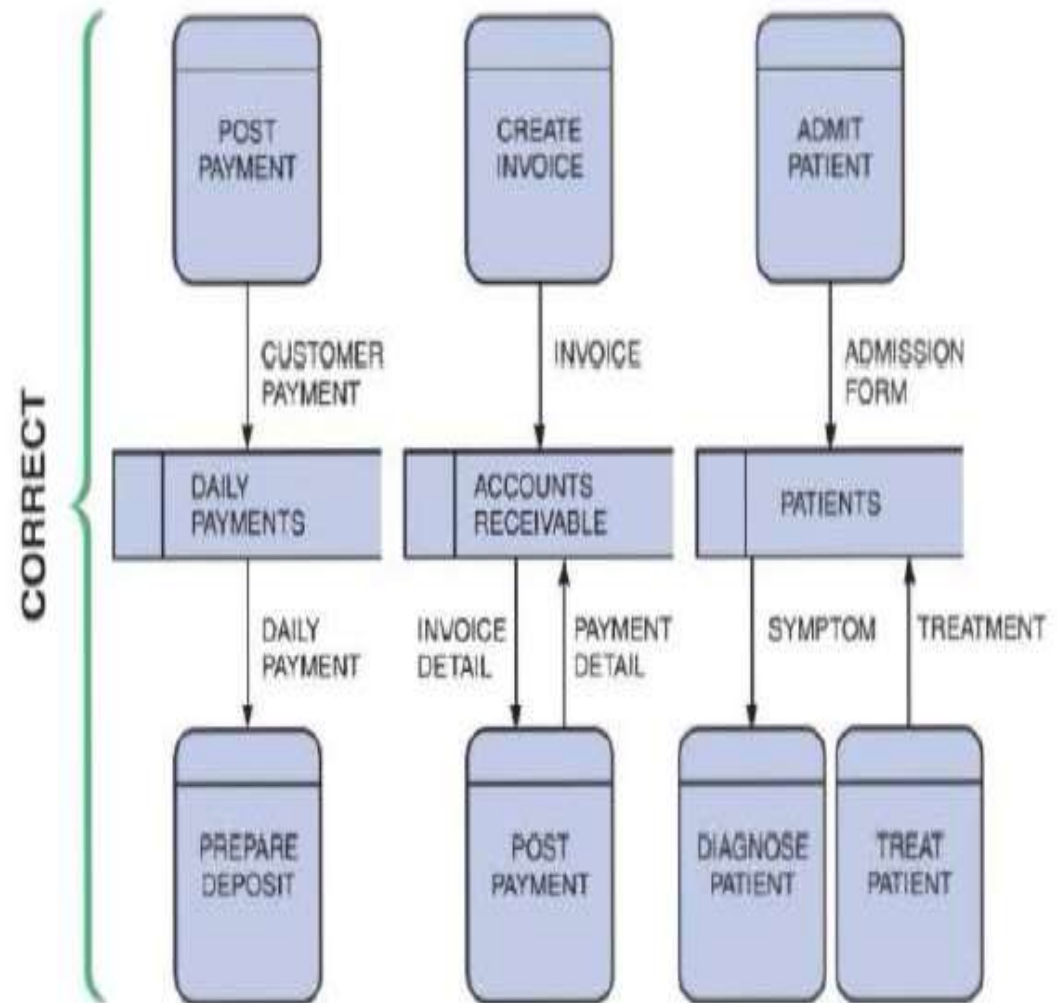 CORRECT
POST
PAYMENT
CREATE
INVOICE
ADMIT
PATIENT
CUSTOMER
PAYMENT
INVOICE
ADMISSION
FORM
DAILY
PAYMENTS
ACCOUNTS
RECEIVABLE
PATIENTS
DAILY
PAYMENT
INVOICE
DETAIL
PAYMENT
DETAIL
SYMPTOM
TREATMENT
PREPARE
DEPOSIT
POST
PAYMENT
DIAGNOSE
PATIENT
TREAT
PATIENT